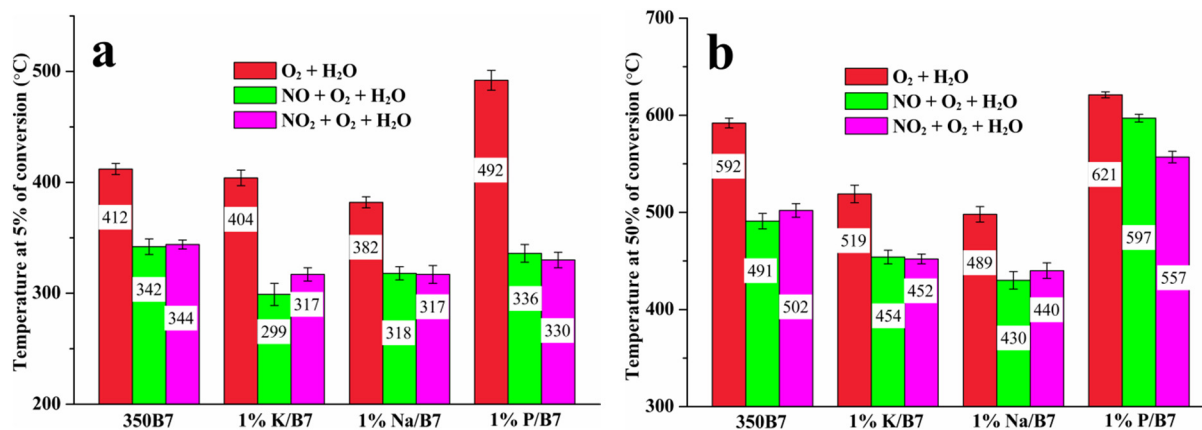 a
Temperature at 5% of conversion (°C)
500
400
300
200
O₂ + H₂O
NO + O₂ + H₂O
NO₂ + O₂ + H₂O
412
342
344
404
299
317
382
318
317
492
336
330
350B7
1% K/B7
1% Na/B7
1% P/B7
b
Temperature at 50% of conversion (°C)
700
600
500
400
300
O₂ + H₂O
NO + O₂ + H₂O
NO₂ + O₂ + H₂O
592
491
502
519
454
452
489
430
440
621
597
557
350B7
1% K/B7
1% Na/B7
1% P/B7